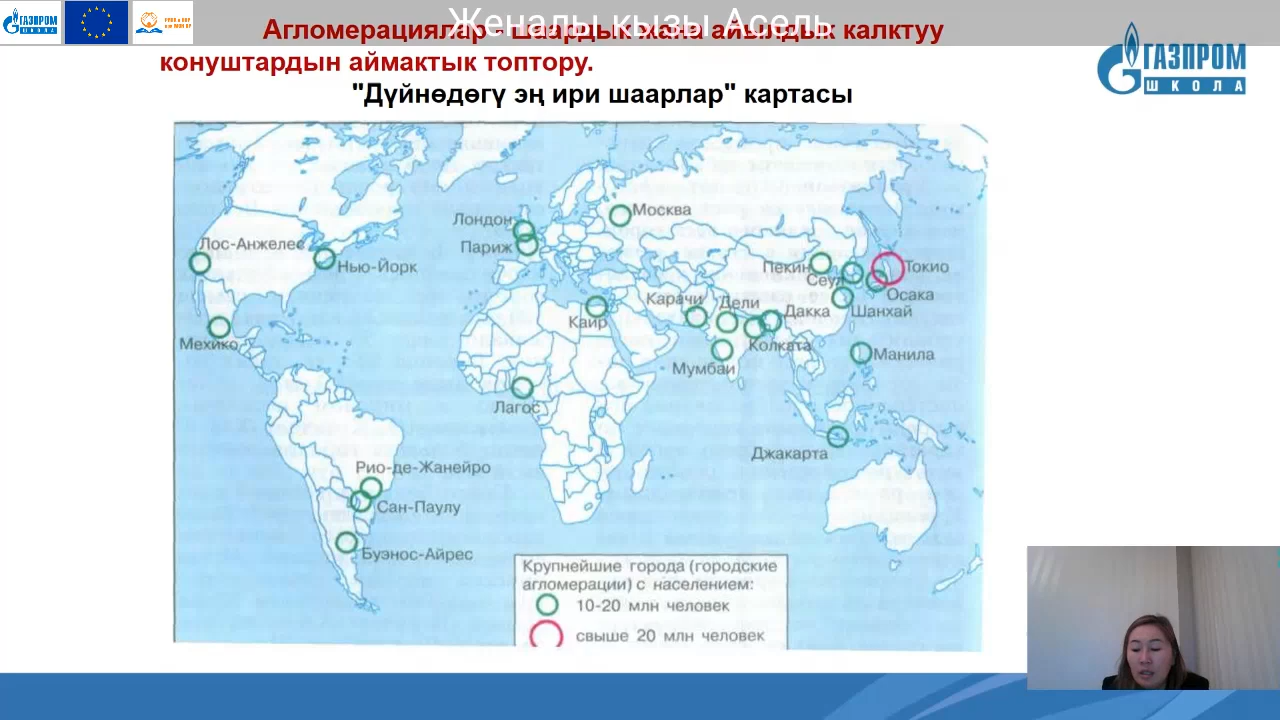 ГАЗПРОМ
ШКОЛА
Женалы кызы Асель
Агломерациялар - шаардык жана айылдык калктуу
конуштардын аймактык топтору.
"Дүйнөдөгү эң ири шаарлар" картасы
ГАЗПРОМ
ШКОЛА
Москва
Лондон
Париж
Лос-Анжелес
Нью-Йорк
Пекин
Токио
Сеул
Осака
Карачи
Дели
Дакка
Шанхай
Каир
Мехико
Колката
Манила
Мумбаи
Лагос
Джакарта
Рио-де-Жанейро
Сан-Паулу
Буэнос-Айрес
Крупнейшие города (городские
агломерации) с населением:
10-20 млн человек
свыше 20 млн человек